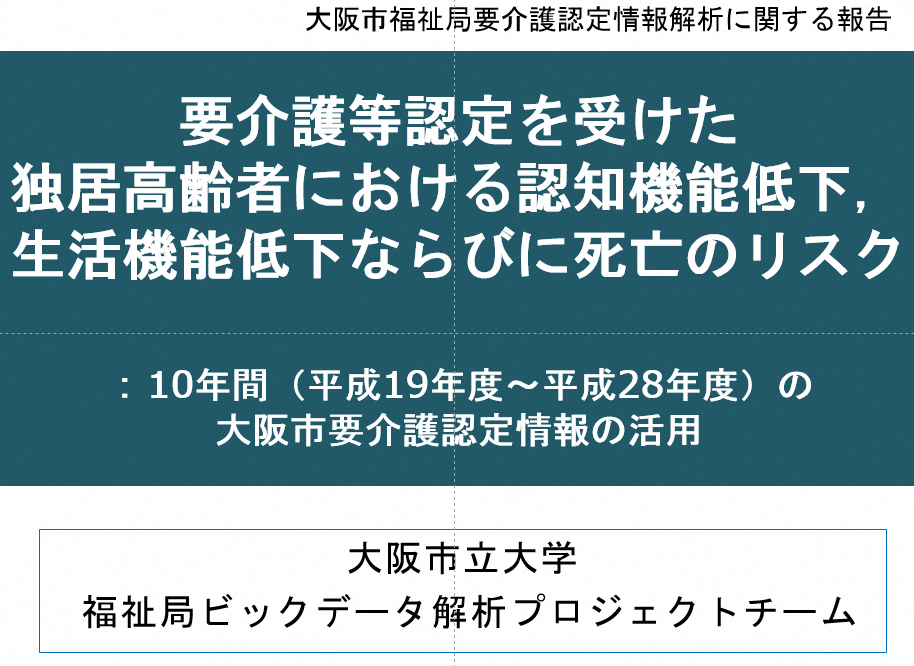 大阪市福祉局要介護認定情報解析に関する報告
要介護等認定を受けた
独居高齢者における認知機能低下,
生活機能低下ならびに死亡のリスク
：10年間（平成19年度～平成28年度）の
大阪市要介護認定情報の活用
大阪市立大学
福祉局ビックデータ解析プロジェクトチーム